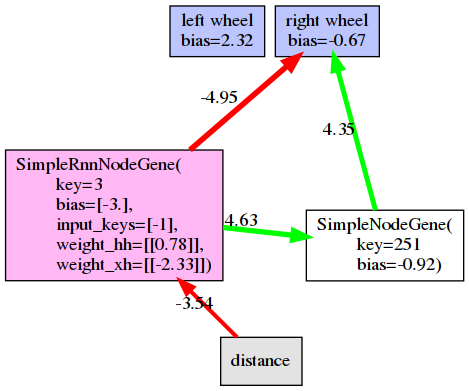 left wheel
bias=2.32
right wheel
bias=-0.67
-4.95
4.35
SimpleRnnNodeGene(
key=3
bias=[-3.],
input_keys=[-1],
weight_hh=[[0.78]],
weight_xh=[[-2.33]])
4.63
SimpleNodeGene(
key=251
bias=-0.92)
-3.54
distance